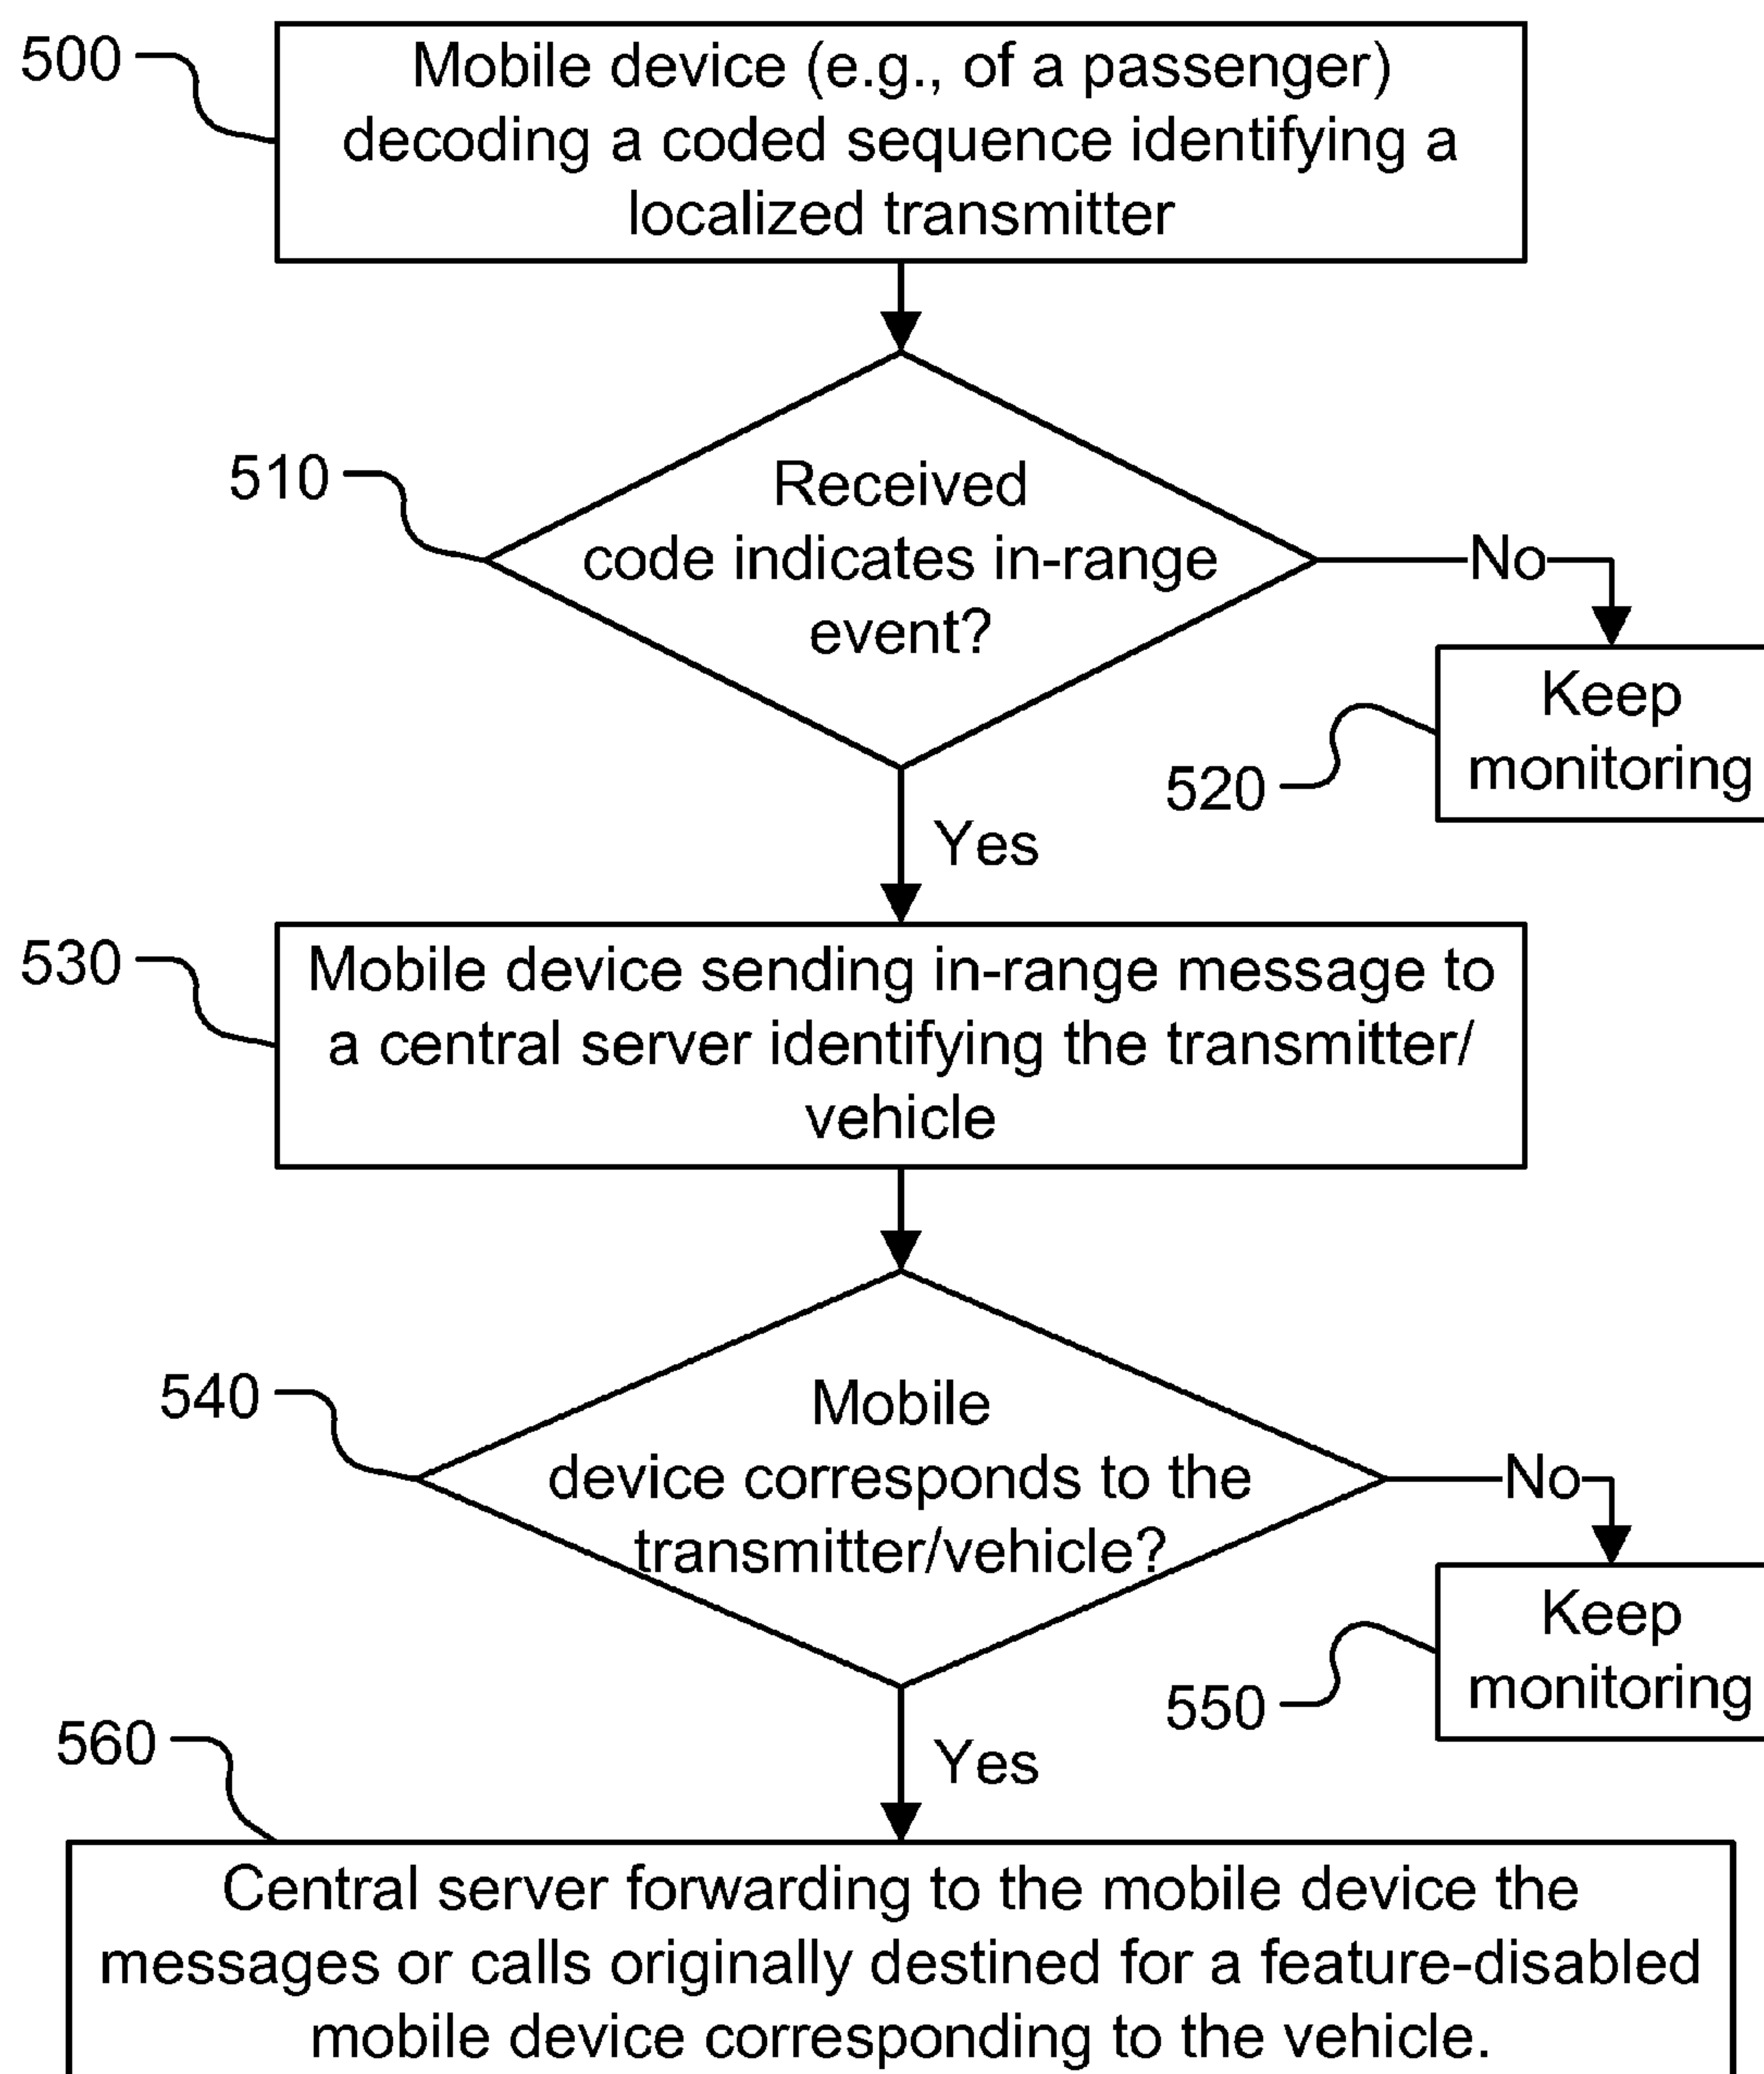 500
Mobile device (e.g., of a passenger)
decoding a coded sequence identifying a
localized transmitter
510
Received
code indicates in-range
event?
No
520
Keep
monitoring
Yes
530
Mobile device sending in-range message to
a central server identifying the transmitter/
vehicle
540
Mobile
device corresponds to the
transmitter/vehicle?
No
550
Keep
monitoring
Yes
560
Central server forwarding to the mobile device the
messages or calls originally destined for a feature-disabled
mobile device corresponding to the vehicle.